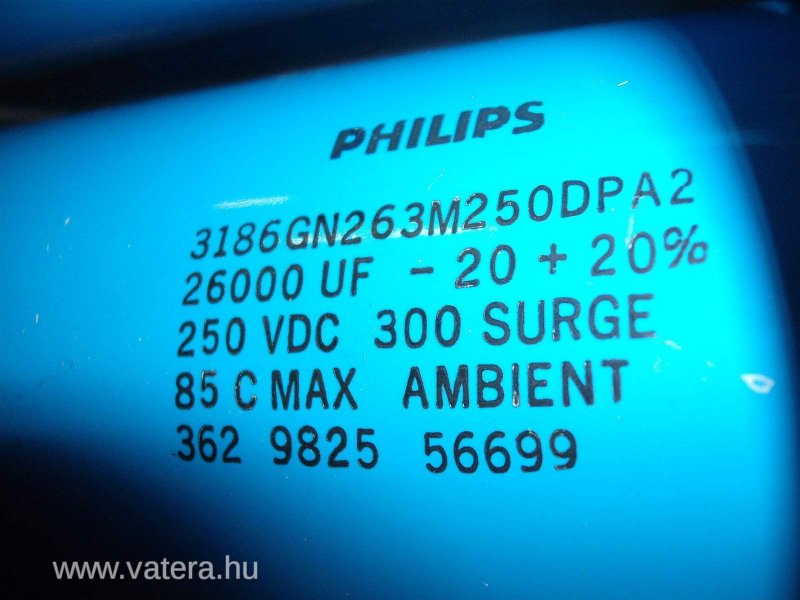 PHILIPS
3186GN263M250DPA2
26000 UF - 20 + 20%
250 VDC 300 SURGE
85 C MAX AMBIENT
362 9825 56699
www.vatera.hu